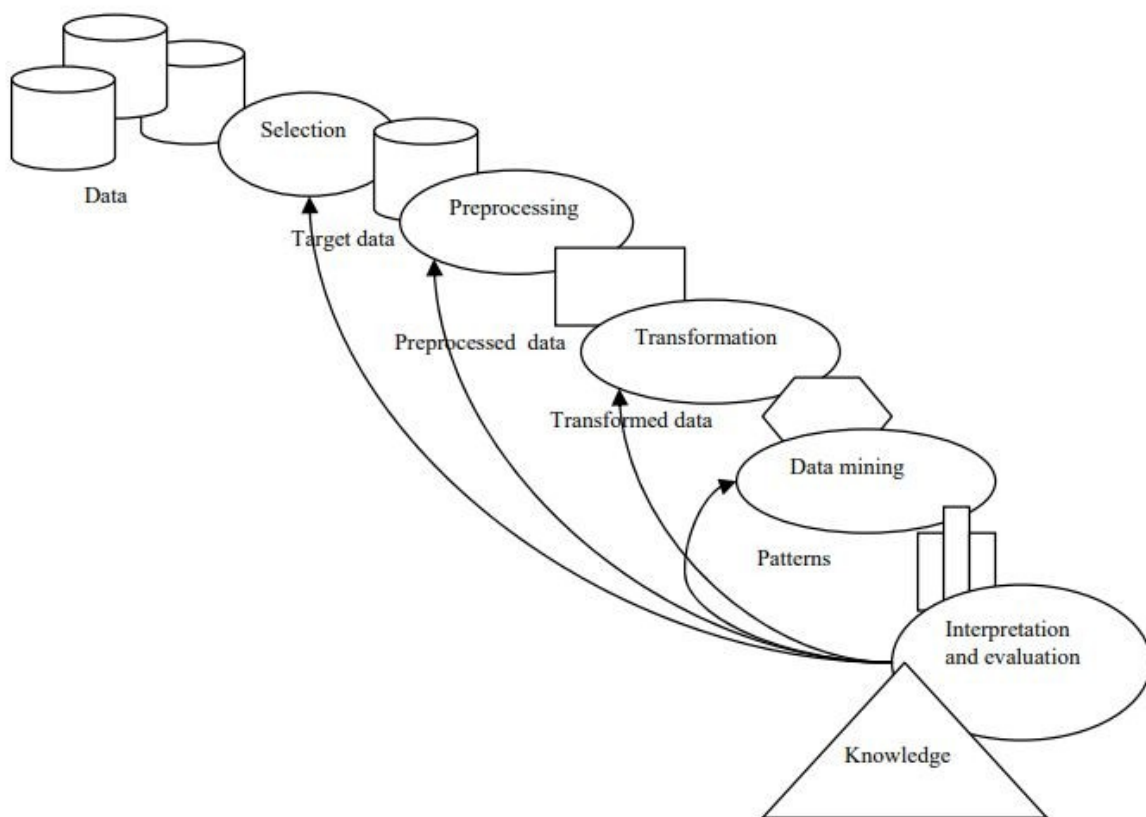 Selection
Data
Preprocessing
Target data
Transformation
Preprocessed data
Transformed data
Data mining
Patterns
Interpretation
and evaluation
Knowledge